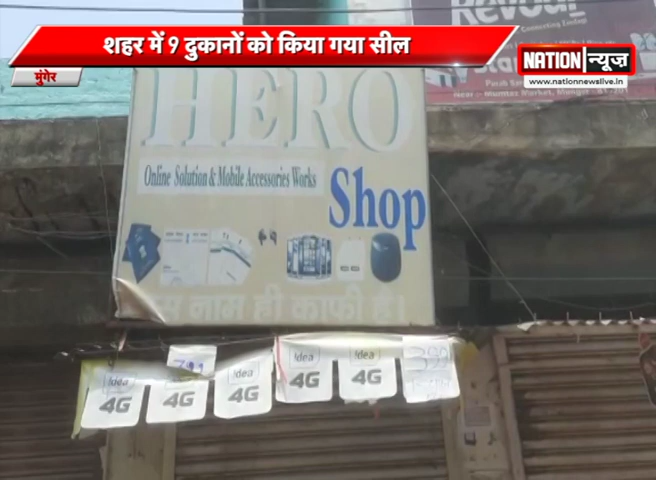 शहर में 9 दुकानों को किया गया सील
मुंगेर
NATION न्यूज़
www.nationnewslive.in
HERO
Online Solution & Mobile Accessories Works
Shop
नाम ही काफी है।
Idea 4G
Idea 4G
Idea 4G
Idea 4G
Idea 4G
399